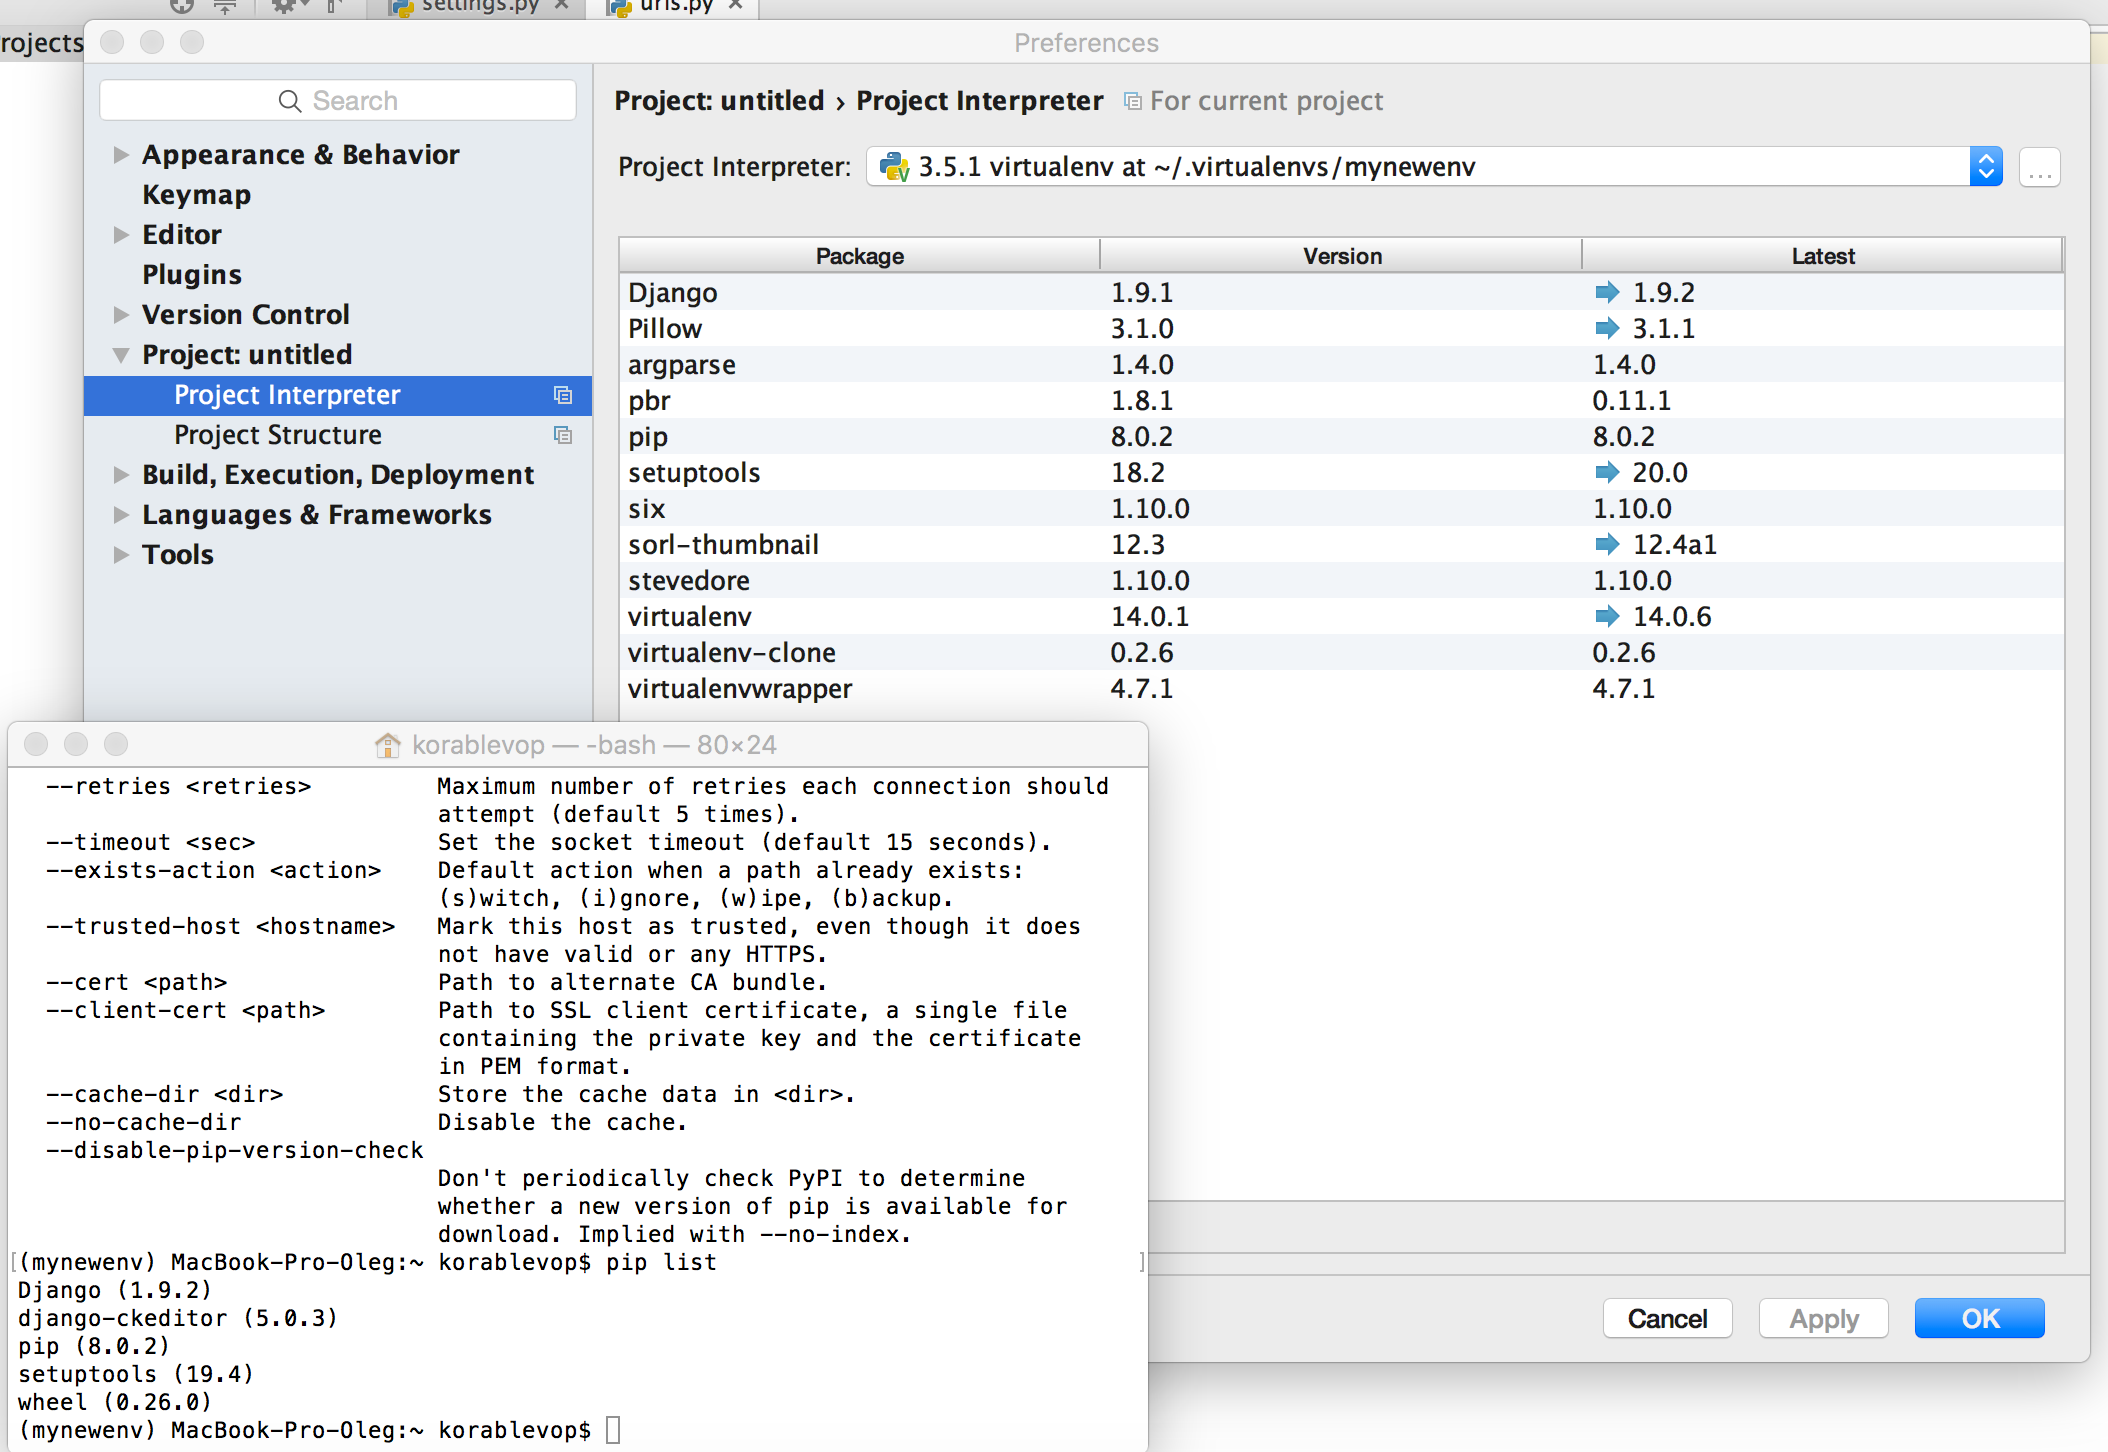 settings.py
urls.py
rojects
Preferences
Search
Appearance & Behavior
Keymap
Editor
Plugins
Version Control
Project: untitled
Project Interpreter
Project Structure
Build, Execution, Deployment
Languages & Frameworks
Tools
Project: untitled › Project Interpreter For current project
Project Interpreter: 3.5.1 virtualenv at ~/.virtualenvs/mynewenv ...
Package Version Latest
Django 1.9.1 1.9.2
Pillow 3.1.0 3.1.1
argparse 1.4.0 1.4.0
pbr 1.8.1 0.11.1
pip 8.0.2 8.0.2
setuptools 18.2 20.0
six 1.10.0 1.10.0
sorl-thumbnail 12.3 12.4a1
stevedore 1.10.0 1.10.0
virtualenv 14.0.1 14.0.6
virtualenv-clone 0.2.6 0.2.6
virtualenvwrapper 4.7.1 4.7.1
Cancel Apply OK
korablevop — -bash — 80×24
--retries <retries> Maximum number of retries each connection should
attempt (default 5 times).
--timeout <sec> Set the socket timeout (default 15 seconds).
--exists-action <action> Default action when a path already exists:
(s)witch, (i)gnore, (w)ipe, (b)ackup.
--trusted-host <hostname> Mark this host as trusted, even though it does
not have valid or any HTTPS.
--cert <path> Path to alternate CA bundle.
--client-cert <path> Path to SSL client certificate, a single file
containing the private key and the certificate
in PEM format.
--cache-dir <dir> Store the cache data in <dir>.
--no-cache-dir Disable the cache.
--disable-pip-version-check
Don't periodically check PyPI to determine
whether a new version of pip is available for
download. Implied with --no-index.
[(mynewenv) MacBook-Pro-Oleg:~ korablevop$ pip list ]
Django (1.9.2)
django-ckeditor (5.0.3)
pip (8.0.2)
setuptools (19.4)
wheel (0.26.0)
(mynewenv) MacBook-Pro-Oleg:~ korablevop$